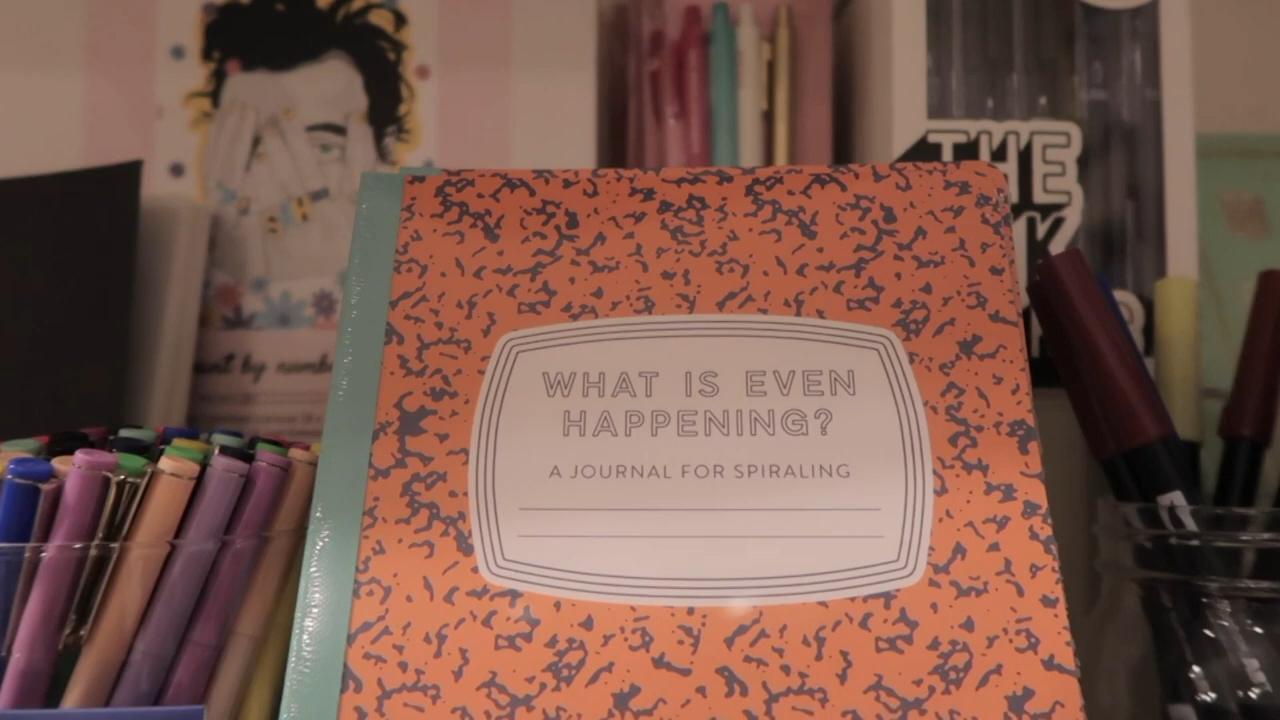 THE
WHAT IS EVEN
HAPPENING?
A JOURNAL FOR SPIRALING